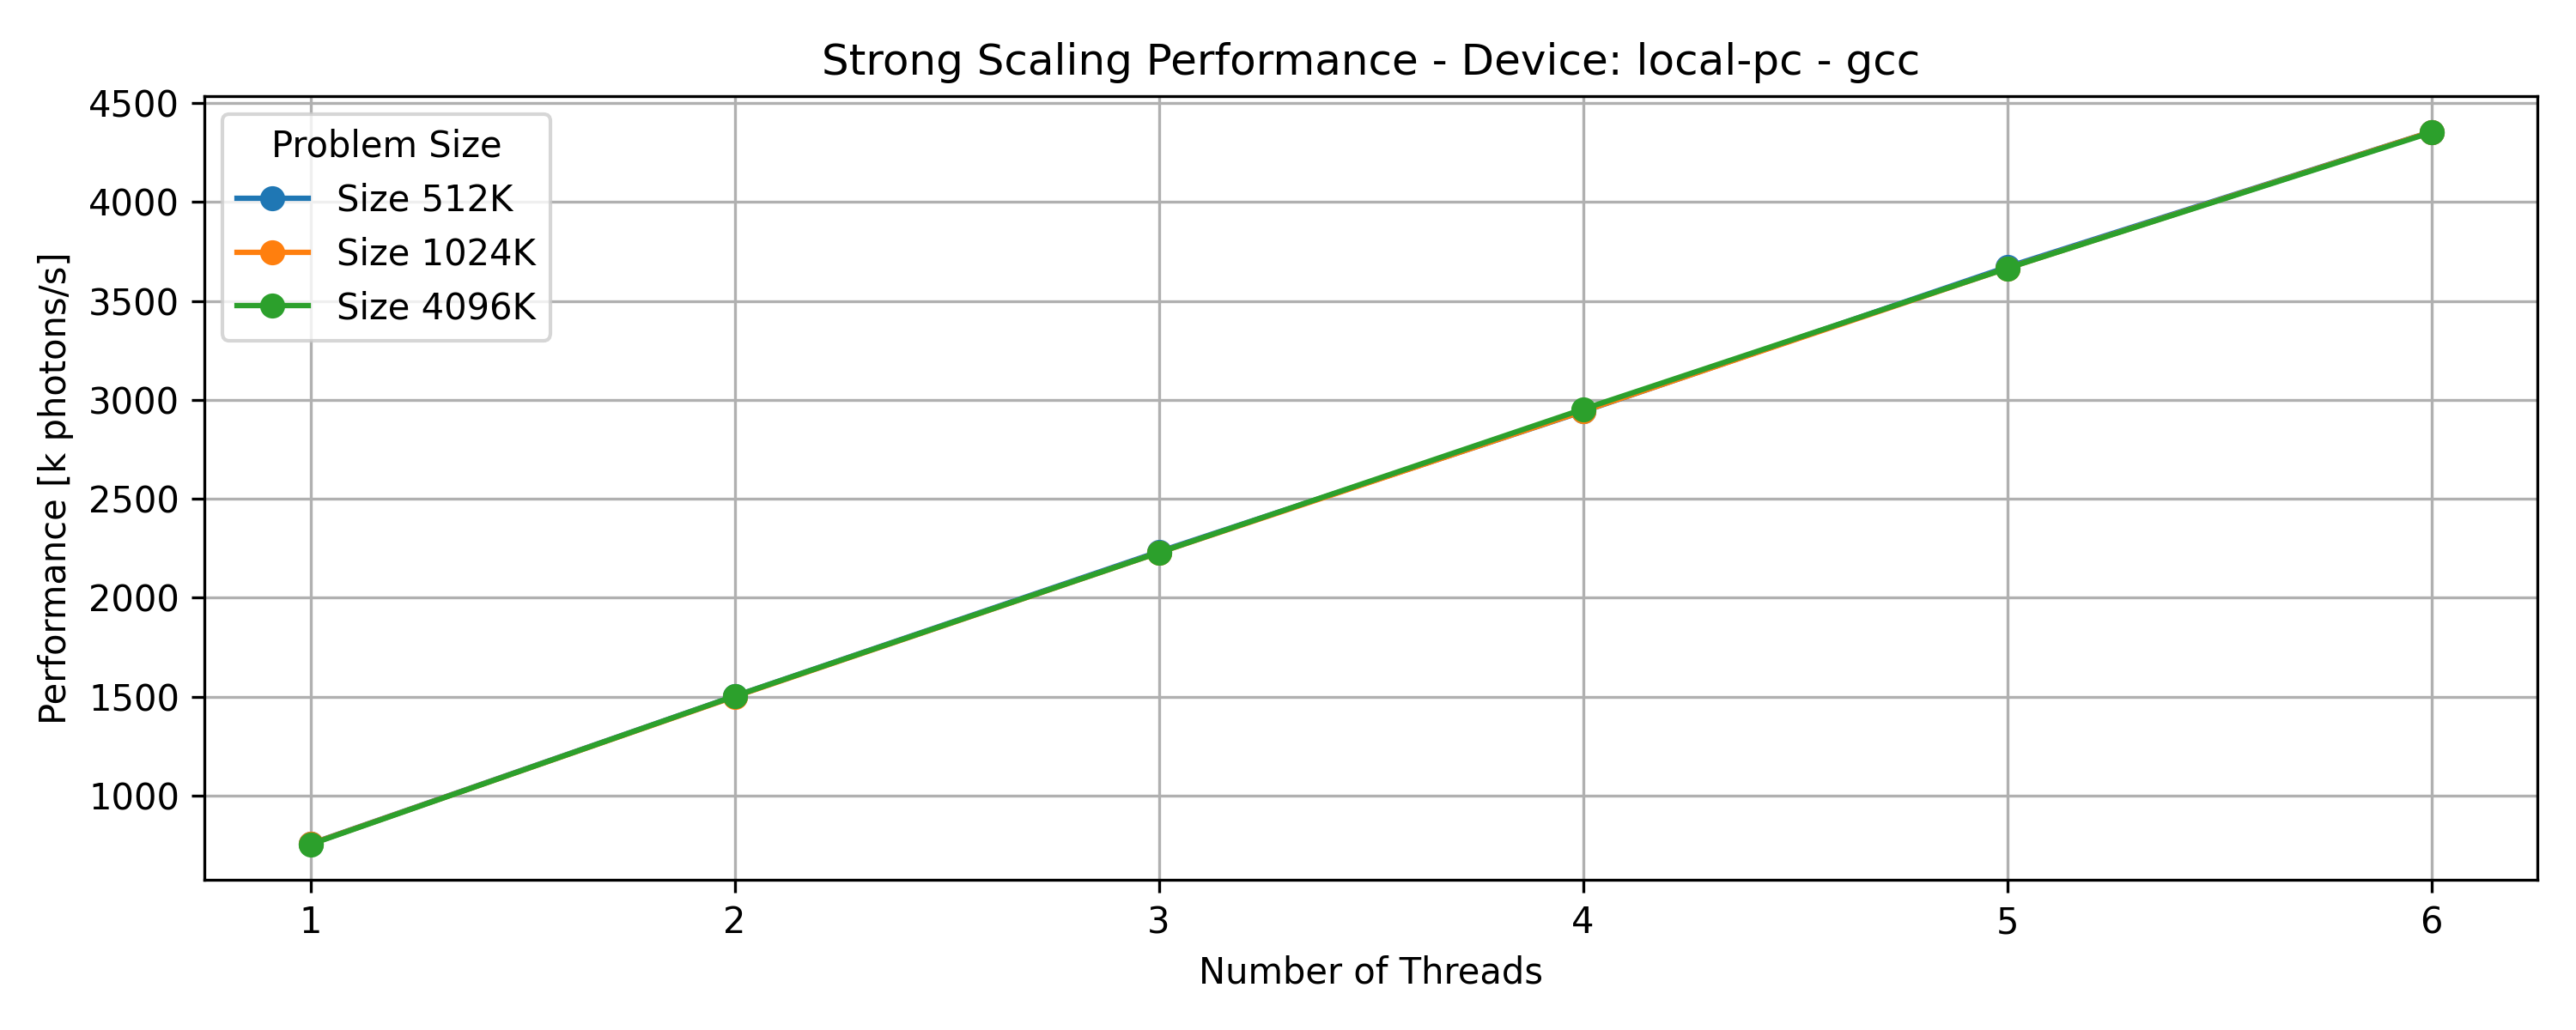 Strong Scaling Performance - Device: local-pc - gcc
Performance [k photons/s]
4500
4000
3500
3000
2500
2000
1500
1000
Problem Size
Size 512K
Size 1024K
Size 4096K
1 2 3 4 5 6
Number of Threads